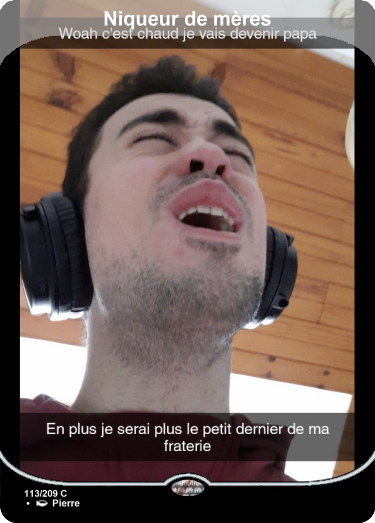 Niqueur de mères
Woah c'est chaud je vais devenir papa
En plus je serai plus le petit dernier de ma
fraterie
113/209 C
• Pierre